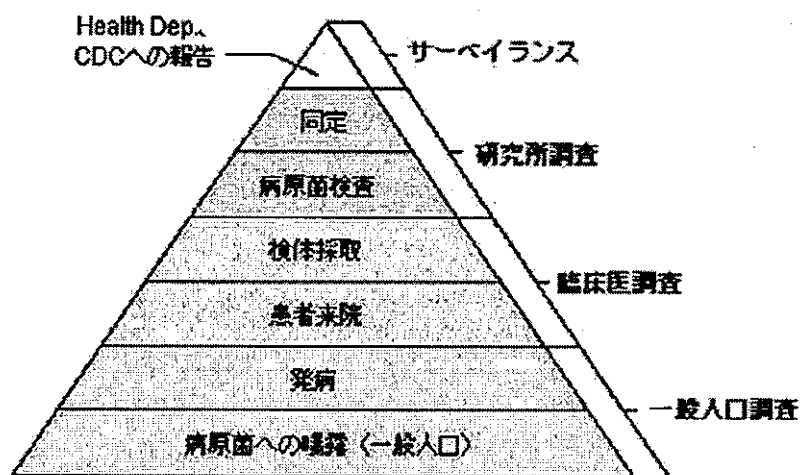 Health Dep.、
CDCへの報告
サーベイランス
同定
研究所調査
病原菌検査
検体採取
臨床医調査
患者来院
発病
一般人口調査
病原菌への曝露（一般人口）